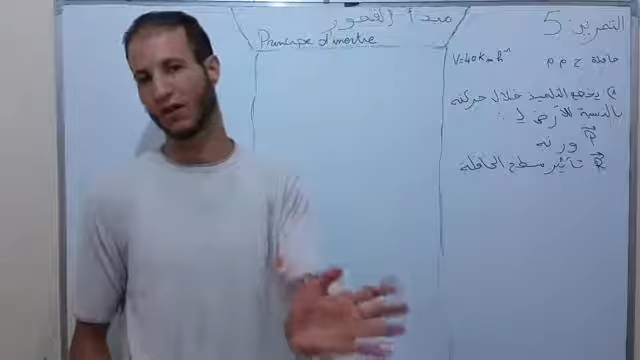 مبدأ القصور
Principe d'inertie
التمرين 5
حافلة ح م م V=40km.h⁻¹
1) يخضع التلميذ خلال حركته
بالنسبة للأرض ل :
P⃗ وزنه
R⃗ تأثير سطح الحافلة